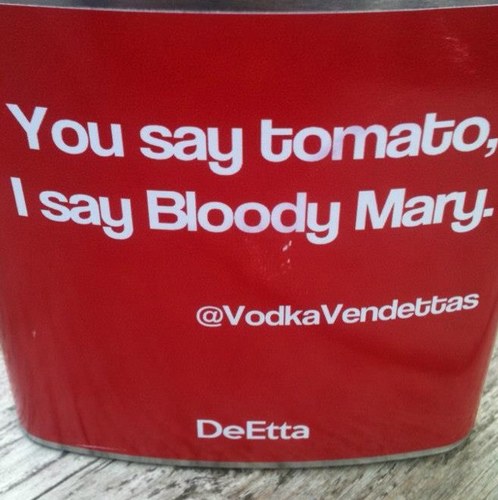 You say tomato,
I say Bloody Mary.
@VodkaVendettas
DeEtta